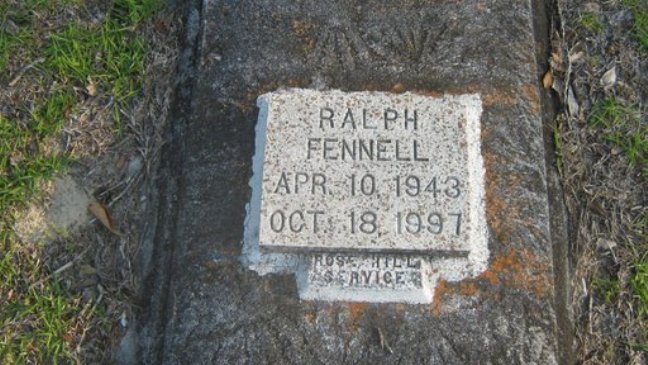 RALPH
FENNELL
APR. 10, 1943
OCT. 18, 1997
ROSE HILL
SERVICE